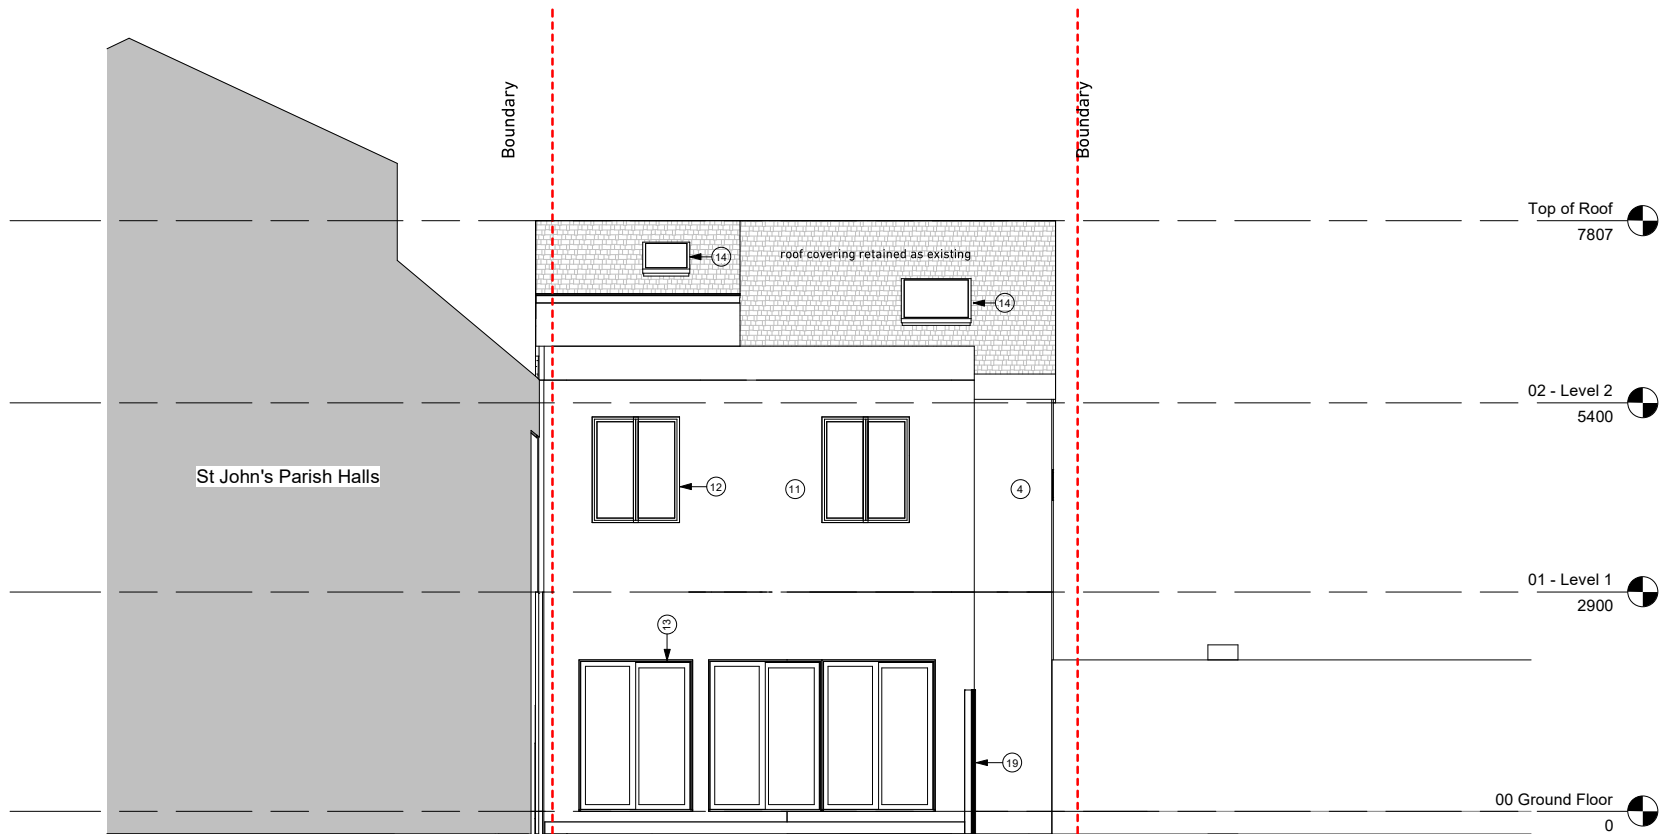 Boundary
Boundary
Top of Roof
7807
14
roof covering retained as existing
14
02 - Level 2
5400
St John's Parish Halls
12
11
4
01 - Level 1
2900
13
19
00 Ground Floor
0